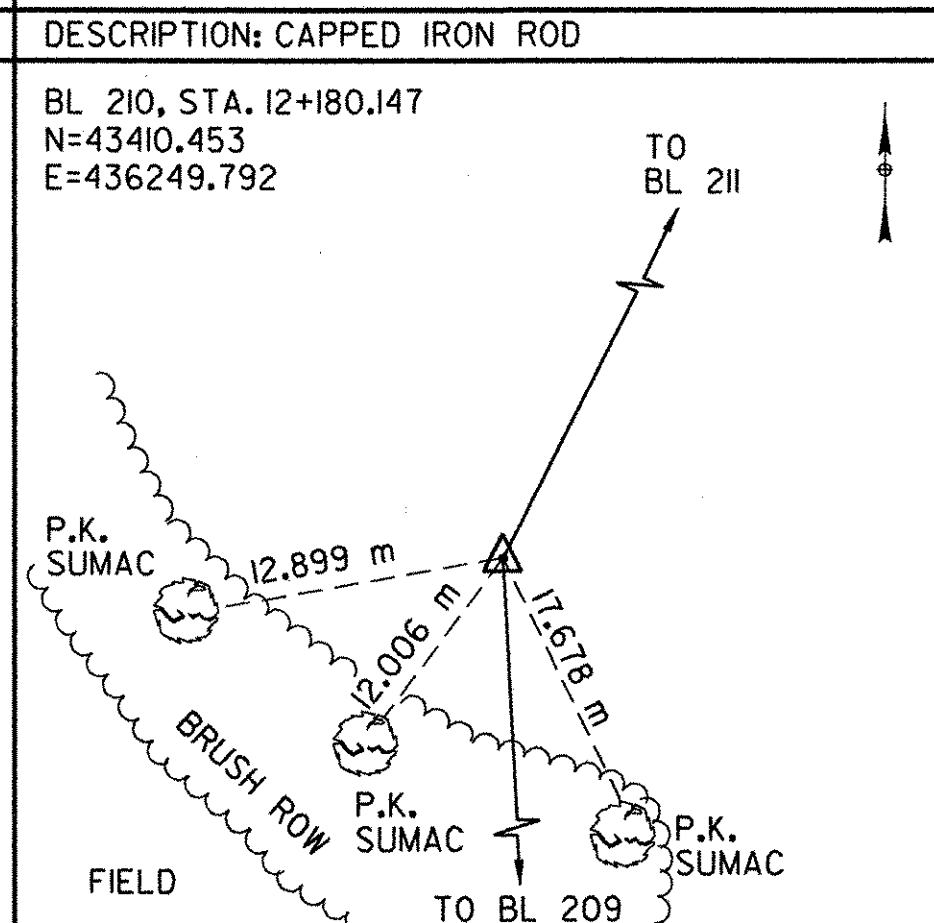 DESCRIPTION: CAPPED IRON ROD
BL 210, STA. 12+180.147
N=43410.453
E=436249.792
TO
BL 211
P.K.
SUMAC
12.899 m
12.006 m
17.678 m
BRUSH ROW
P.K.
SUMAC
P.K.
SUMAC
FIELD
TO BL 209